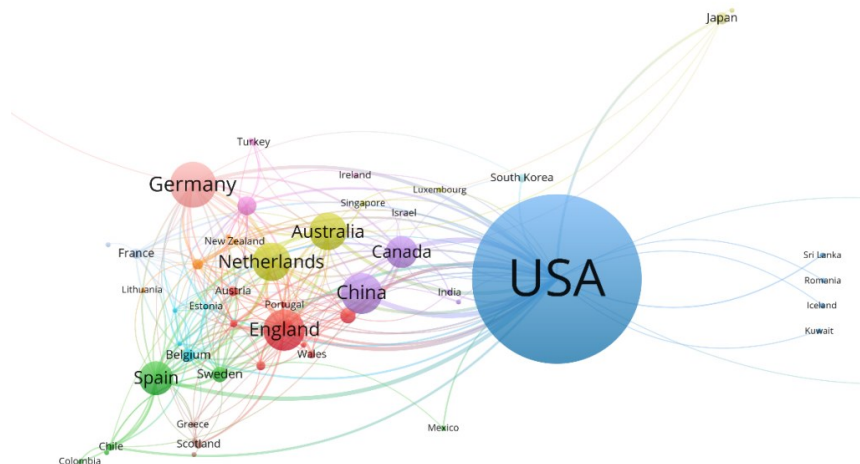 Japan
Turkey
Ireland
South Korea
Germany
Luxembourg
Singapore
Israel
Australia
New Zealand
France
Canada
Netherlands
USA
Sri Lanka
Romania
Lithuania
Austria
China
India
Estonia
Portugal
Iceland
England
Kuwait
Belgium
Wales
Spain
Sweden
Greece
Mexico
Scotland
Chile
Colombia